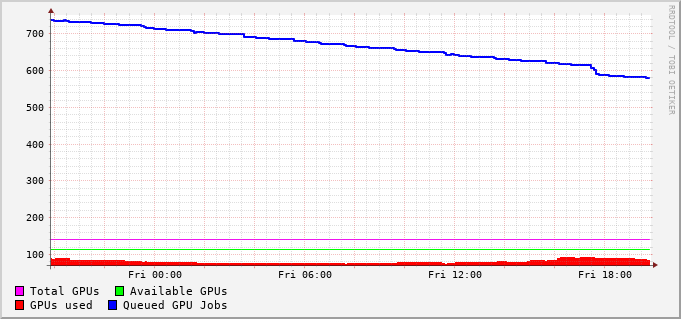 700
600
500
400
300
200
100
Fri 00:00 Fri 06:00 Fri 12:00 Fri 18:00
Total GPUs Available GPUs
GPUs used Queued GPU Jobs
RRDTOOL / TOBI OETIKER